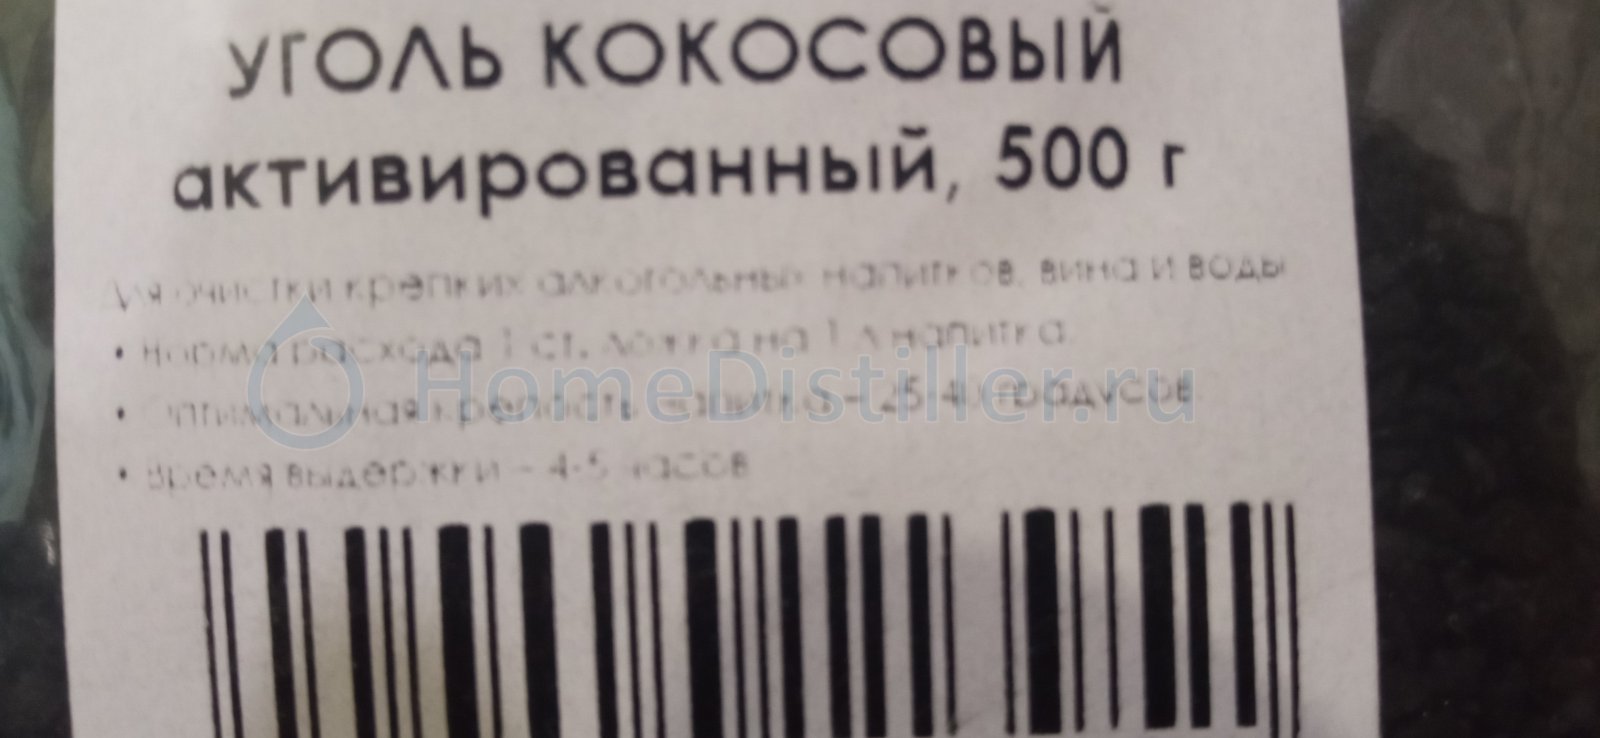 УГОЛЬ КОКОСОВЫЙ
активированный, 500 г
Для очистки крепких алкогольных напитков, вина и воды
• Норма расхода 1 ст. ложка на 1 л напитка
• Оптимальная крепость напитка – 25-40 градусов
• Время выдержки – 4-5 часов
HomeDistiller.ru